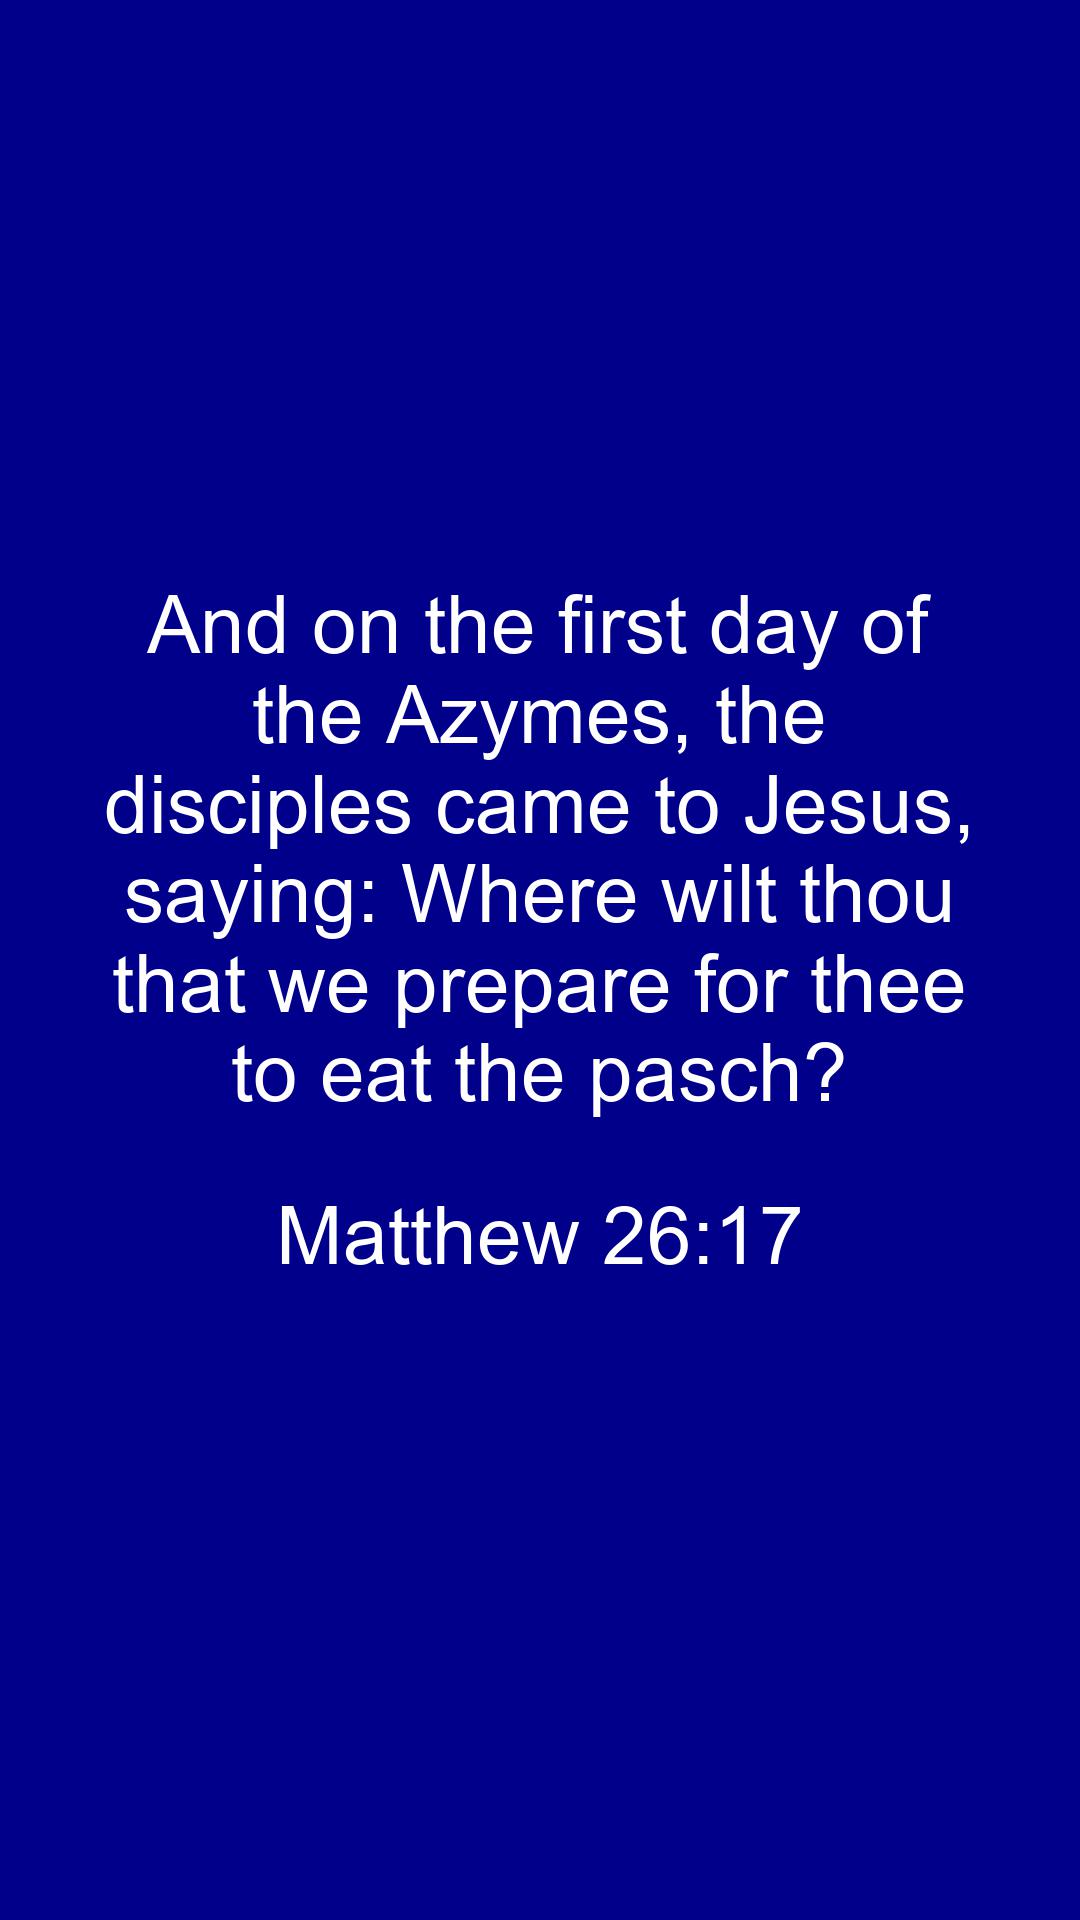 And on the first day of
the Azymes, the
disciples came to Jesus,
saying: Where wilt thou
that we prepare for thee
to eat the pasch?
Matthew 26:17